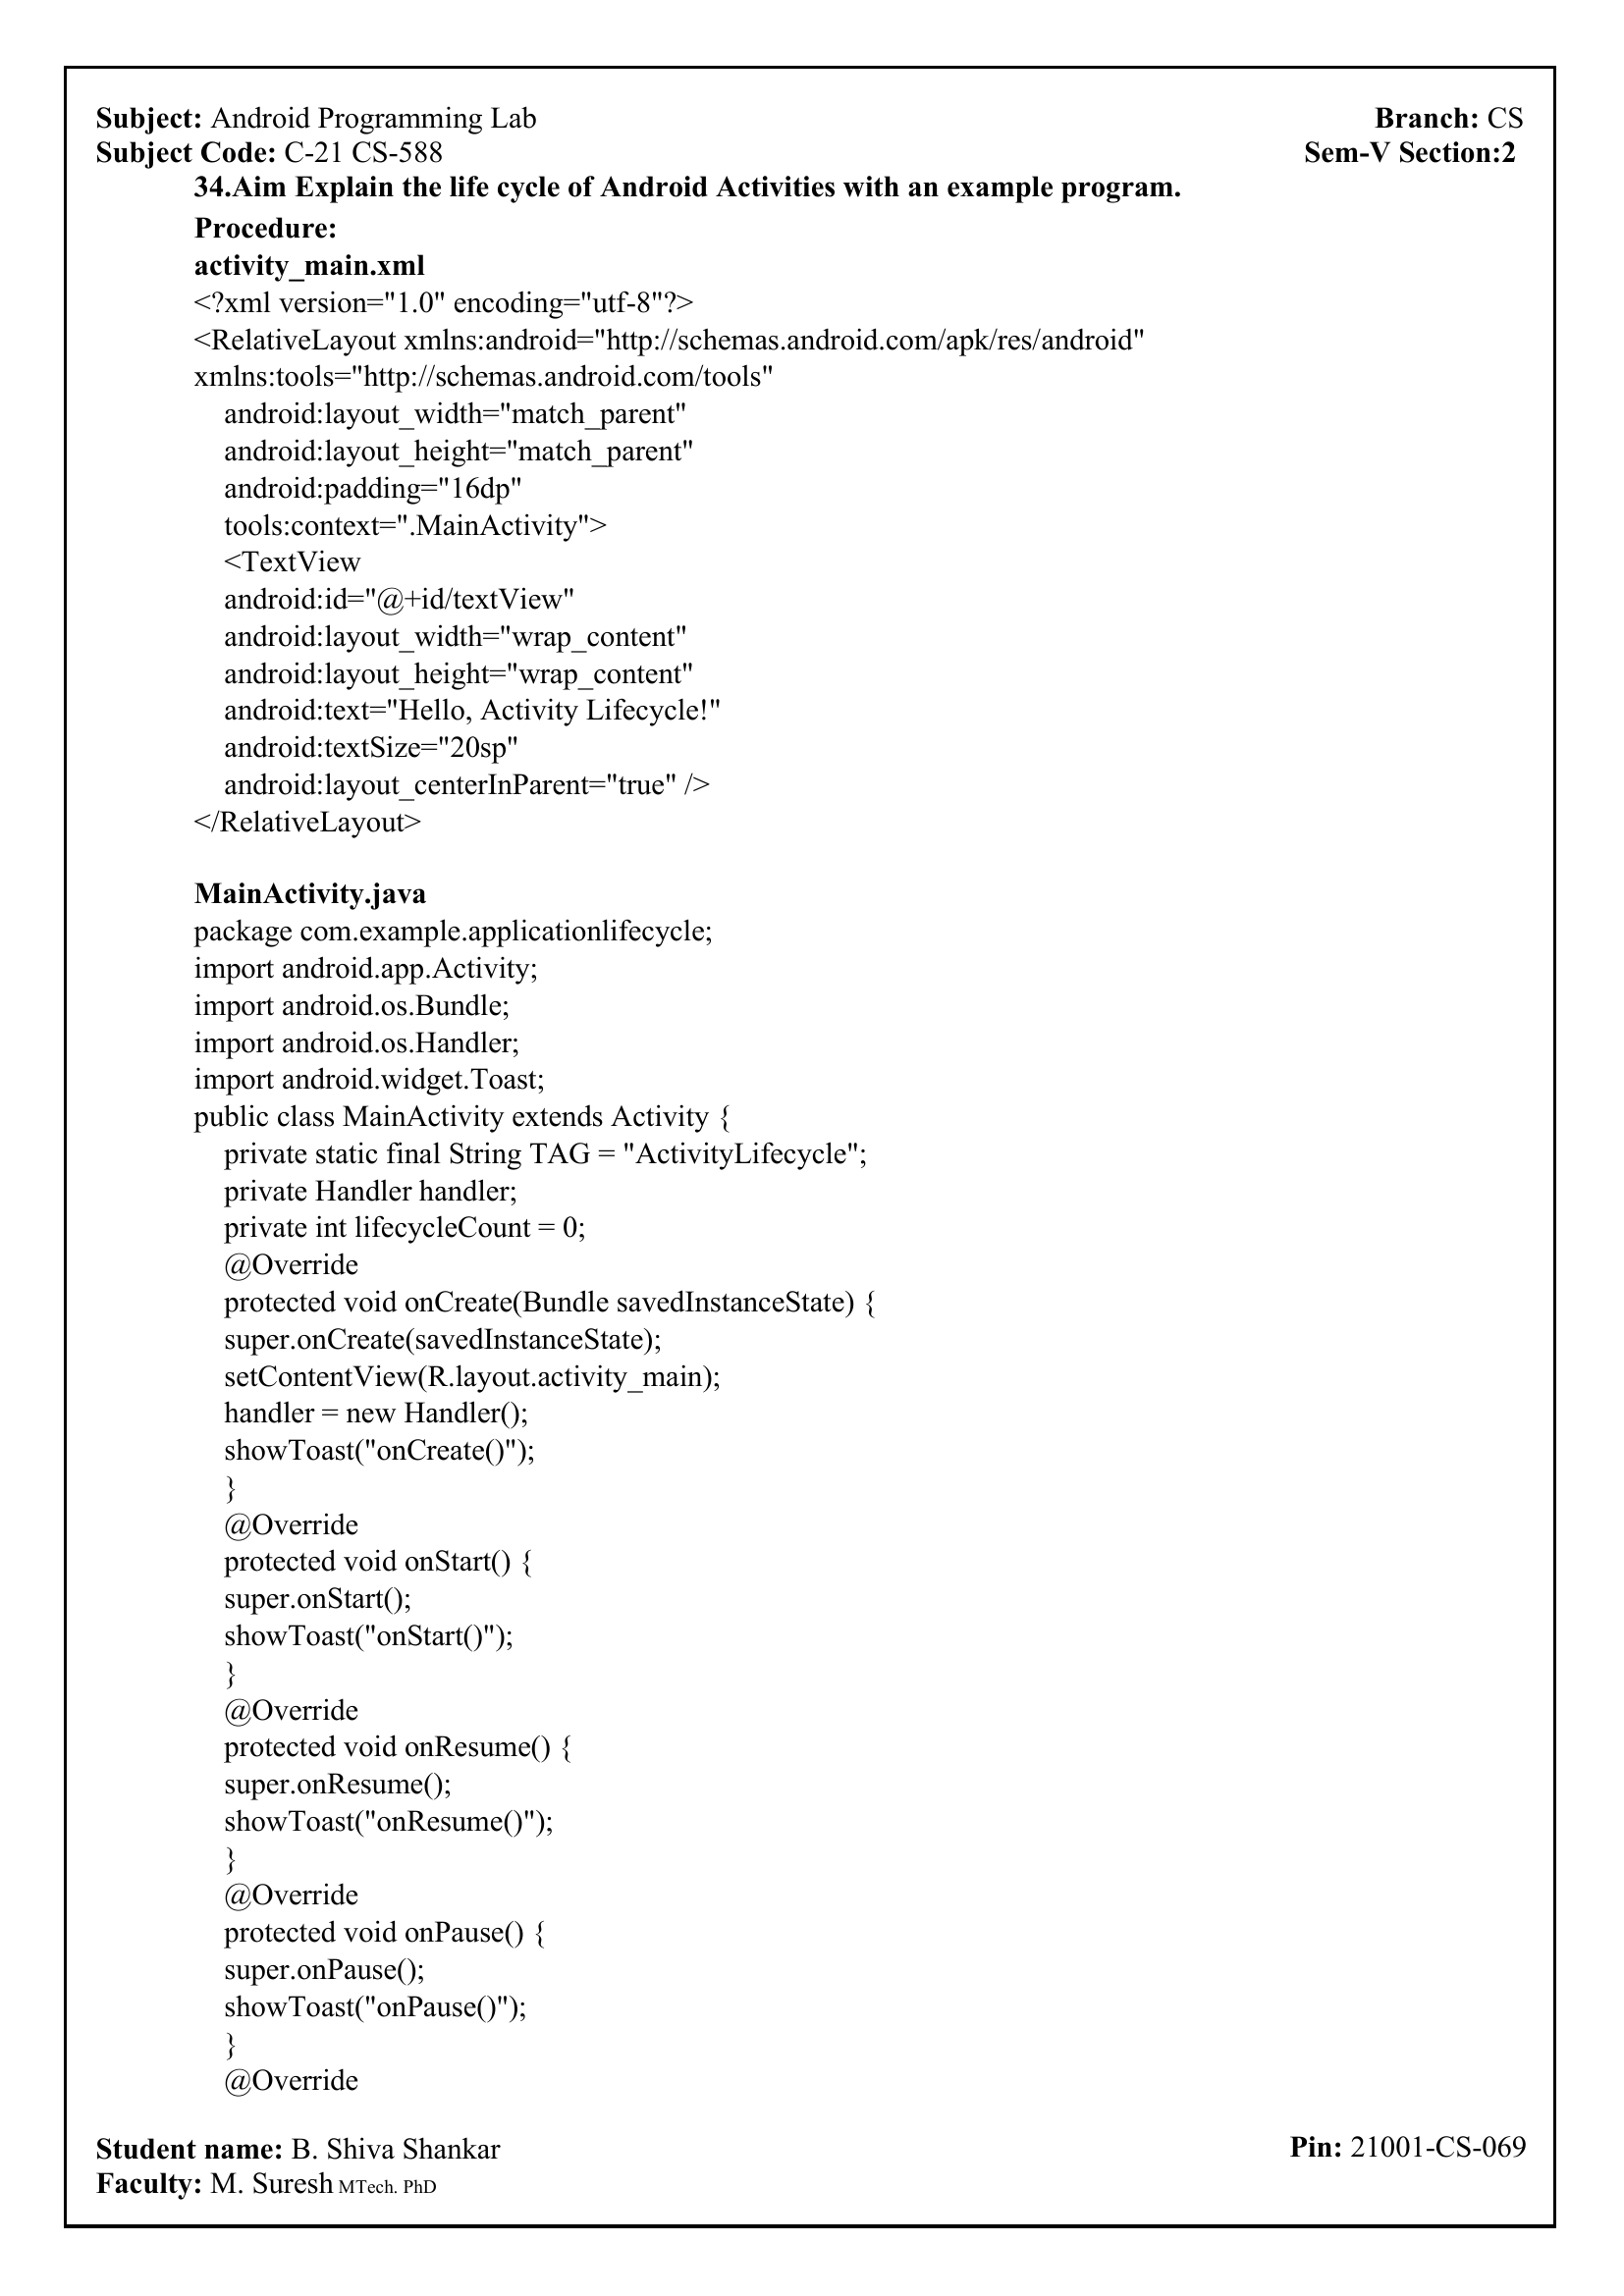 Subject: Android Programming Lab Branch: CS
Subject Code: C-21 CS-588 Sem-V Section:2
34.Aim Explain the life cycle of Android Activities with an example program.
Procedure:
activity_main.xml
<?xml version="1.0" encoding="utf-8"?>
<RelativeLayout xmlns:android="http://schemas.android.com/apk/res/android"
xmlns:tools="http://schemas.android.com/tools"
android:layout_width="match_parent"
android:layout_height="match_parent"
android:padding="16dp"
tools:context=".MainActivity">
<TextView
android:id="@+id/textView"
android:layout_width="wrap_content"
android:layout_height="wrap_content"
android:text="Hello, Activity Lifecycle!"
android:textSize="20sp"
android:layout_centerInParent="true" />
</RelativeLayout>
MainActivity.java
package com.example.applicationlifecycle;
import android.app.Activity;
import android.os.Bundle;
import android.os.Handler;
import android.widget.Toast;
public class MainActivity extends Activity {
private static final String TAG = "ActivityLifecycle";
private Handler handler;
private int lifecycleCount = 0;
@Override
protected void onCreate(Bundle savedInstanceState) {
super.onCreate(savedInstanceState);
setContentView(R.layout.activity_main);
handler = new Handler();
showToast("onCreate()");
}
@Override
protected void onStart() {
super.onStart();
showToast("onStart()");
}
@Override
protected void onResume() {
super.onResume();
showToast("onResume()");
}
@Override
protected void onPause() {
super.onPause();
showToast("onPause()");
}
@Override
Student name: B. Shiva Shankar Pin: 21001-CS-069
Faculty: M. Suresh MTech. PhD